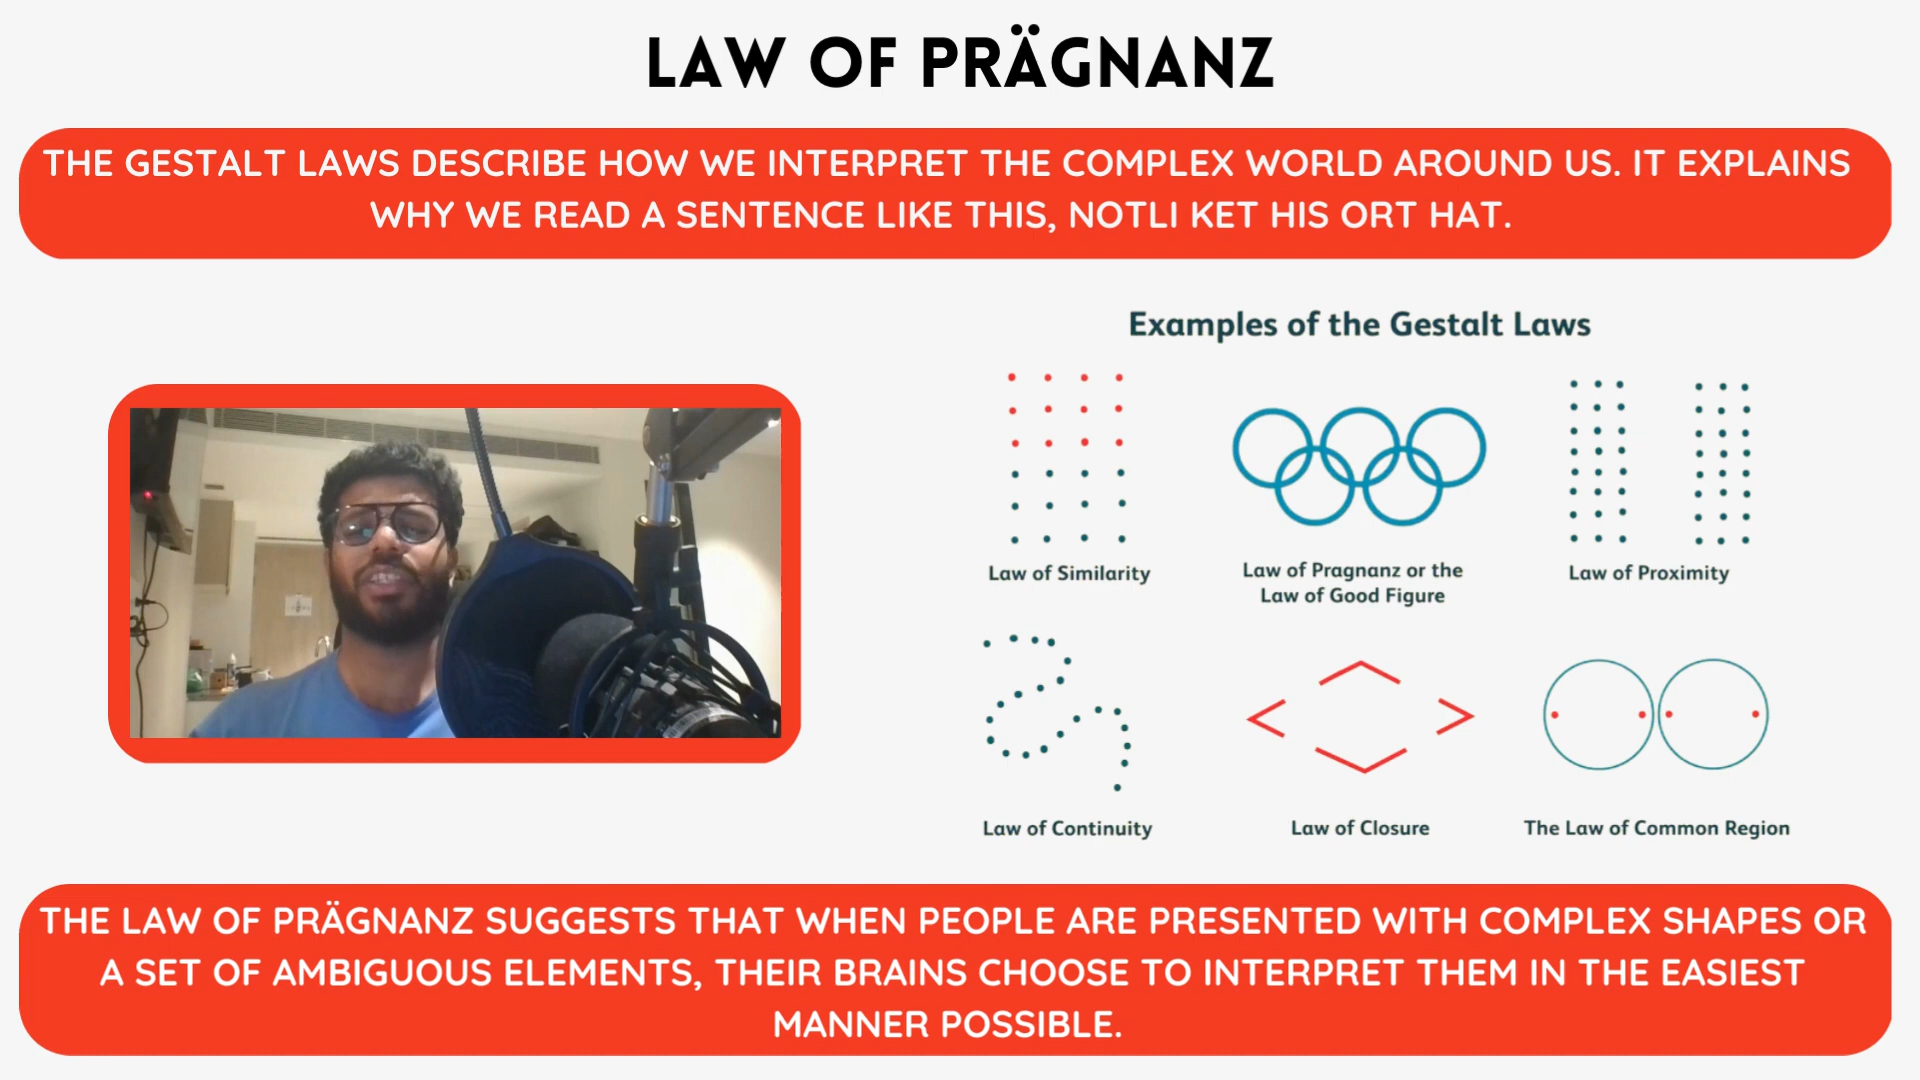 LAW OF PRÄGNANZ
THE GESTALT LAWS DESCRIBE HOW WE INTERPRET THE COMPLEX WORLD AROUND US. IT EXPLAINS
WHY WE READ A SENTENCE LIKE THIS, NOTLI KET HIS ORT HAT.
Examples of the Gestalt Laws
Law of Similarity
Law of Pragnanz or the
Law of Good Figure
Law of Proximity
Law of Continuity
Law of Closure
The Law of Common Region
THE LAW OF PRÄGNANZ SUGGESTS THAT WHEN PEOPLE ARE PRESENTED WITH COMPLEX SHAPES OR
A SET OF AMBIGUOUS ELEMENTS, THEIR BRAINS CHOOSE TO INTERPRET THEM IN THE EASIEST
MANNER POSSIBLE.